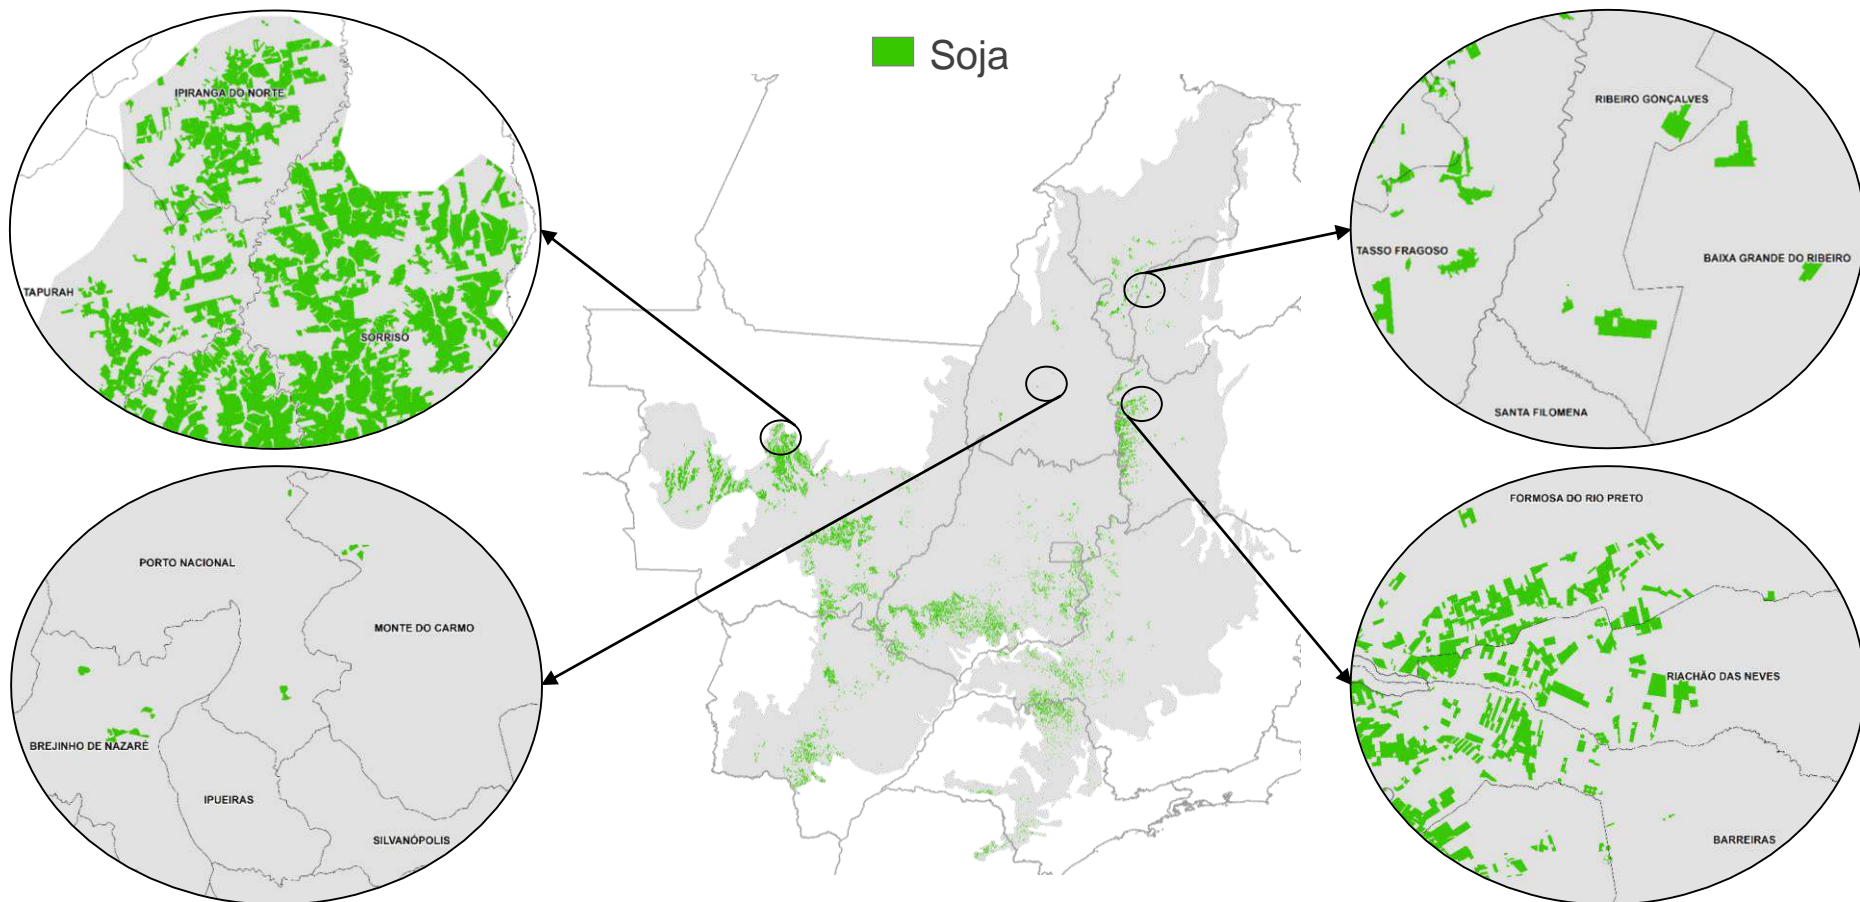 Soja
IPIRANGA DO NORTE
TAPURAH
SORRISO
RIBEIRO GONÇALVES
TASSO FRAGOSO
BAIXA GRANDE DO RIBEIRO
SANTA FILOMENA
PORTO NACIONAL
MONTE DO CARMO
BREJINHO DE NAZARÉ
IPUEIRAS
SILVANÓPOLIS
FORMOSA DO RIO PRETO
RIACHÃO DAS NEVES
BARREIRAS